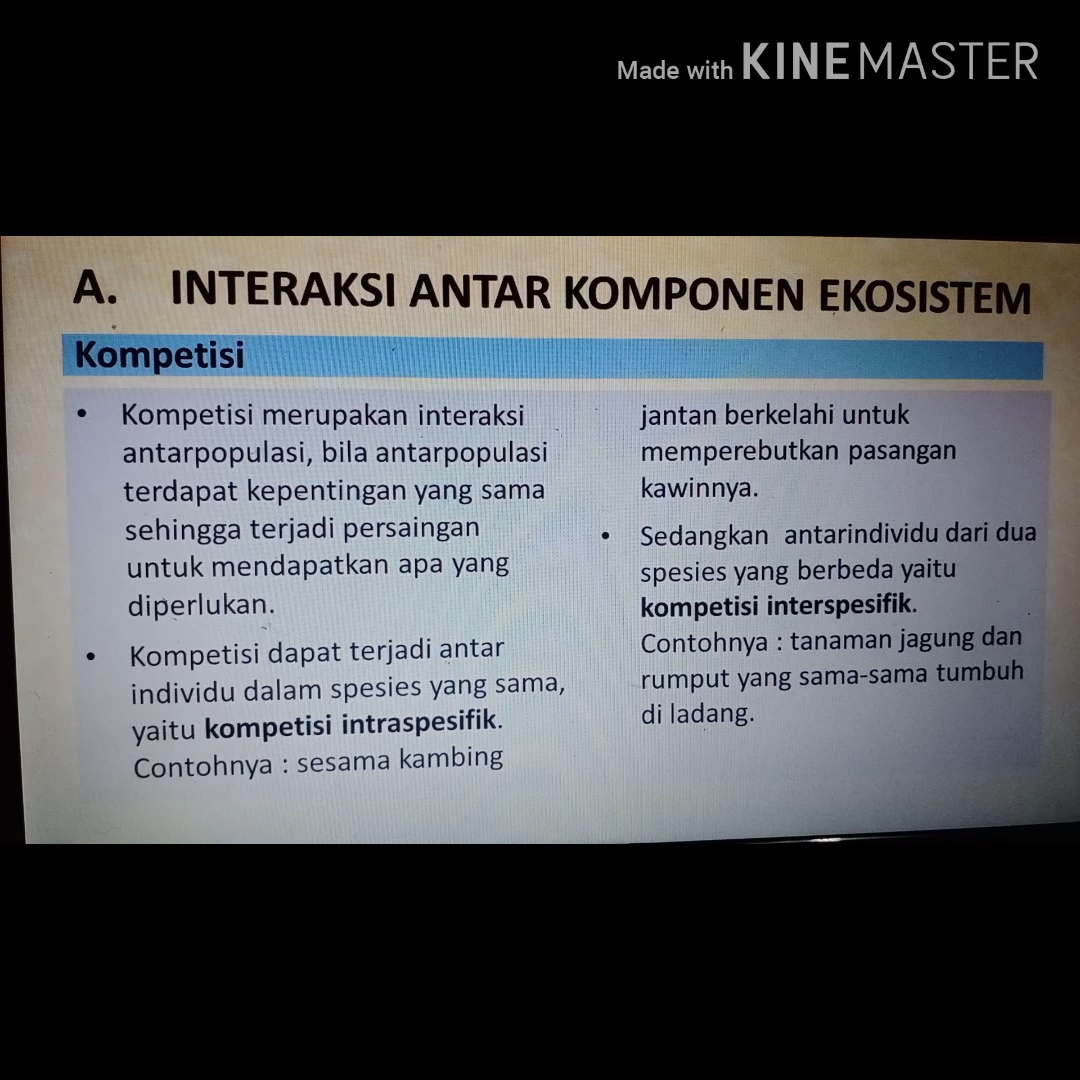 Made with KINEMASTER
A. INTERAKSI ANTAR KOMPONEN EKOSISTEM
Kompetisi
• Kompetisi merupakan interaksi
antarpopulasi, bila antarpopulasi
terdapat kepentingan yang sama
sehingga terjadi persaingan
untuk mendapatkan apa yang
diperlukan.
• Kompetisi dapat terjadi antar
individu dalam spesies yang sama,
yaitu kompetisi intraspesifik.
Contohnya : sesama kambing
jantan berkelahi untuk
memperebutkan pasangan
kawinnya.
• Sedangkan antarindividu dari dua
spesies yang berbeda yaitu
kompetisi interspesifik.
Contohnya : tanaman jagung dan
rumput yang sama-sama tumbuh
di ladang.